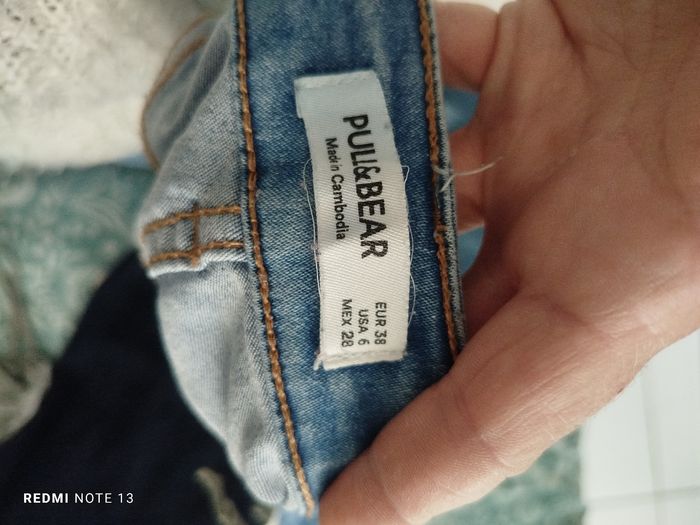 PULL&BEAR
Made in Cambodia
EUR 38
USA 6
MEX 28
REDMI NOTE 13